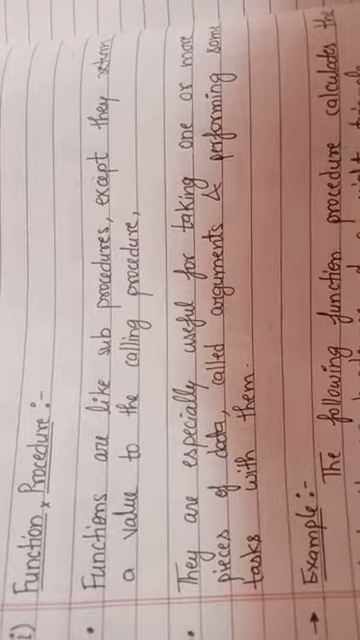 i) Function Procedure :-
• Functions are like sub procedures, except they return
a value to the calling procedure,
• They are especially useful for taking one or more
pieces of data, called arguments & performing some
tasks with them.
→ Example :-
The following function procedure calculates the